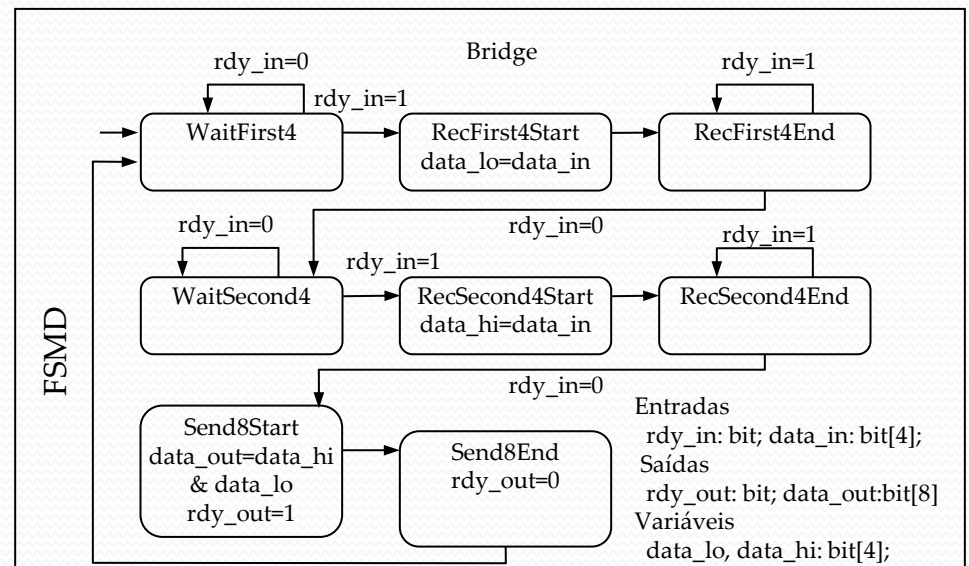 Bridge
rdy_in=0
rdy_in=1
rdy_in=1
WaitFirst4
RecFirst4Start
data_lo=data_in
RecFirst4End
rdy_in=0
rdy_in=0
rdy_in=1
rdy_in=1
WaitSecond4
RecSecond4Start
data_hi=data_in
RecSecond4End
rdy_in=0
FSMD
Send8Start
data_out=data_hi
& data_lo
rdy_out=1
Send8End
rdy_out=0
Entradas
rdy_in: bit; data_in: bit[4];
Saídas
rdy_out: bit; data_out:bit[8]
Variáveis
data_lo, data_hi: bit[4];